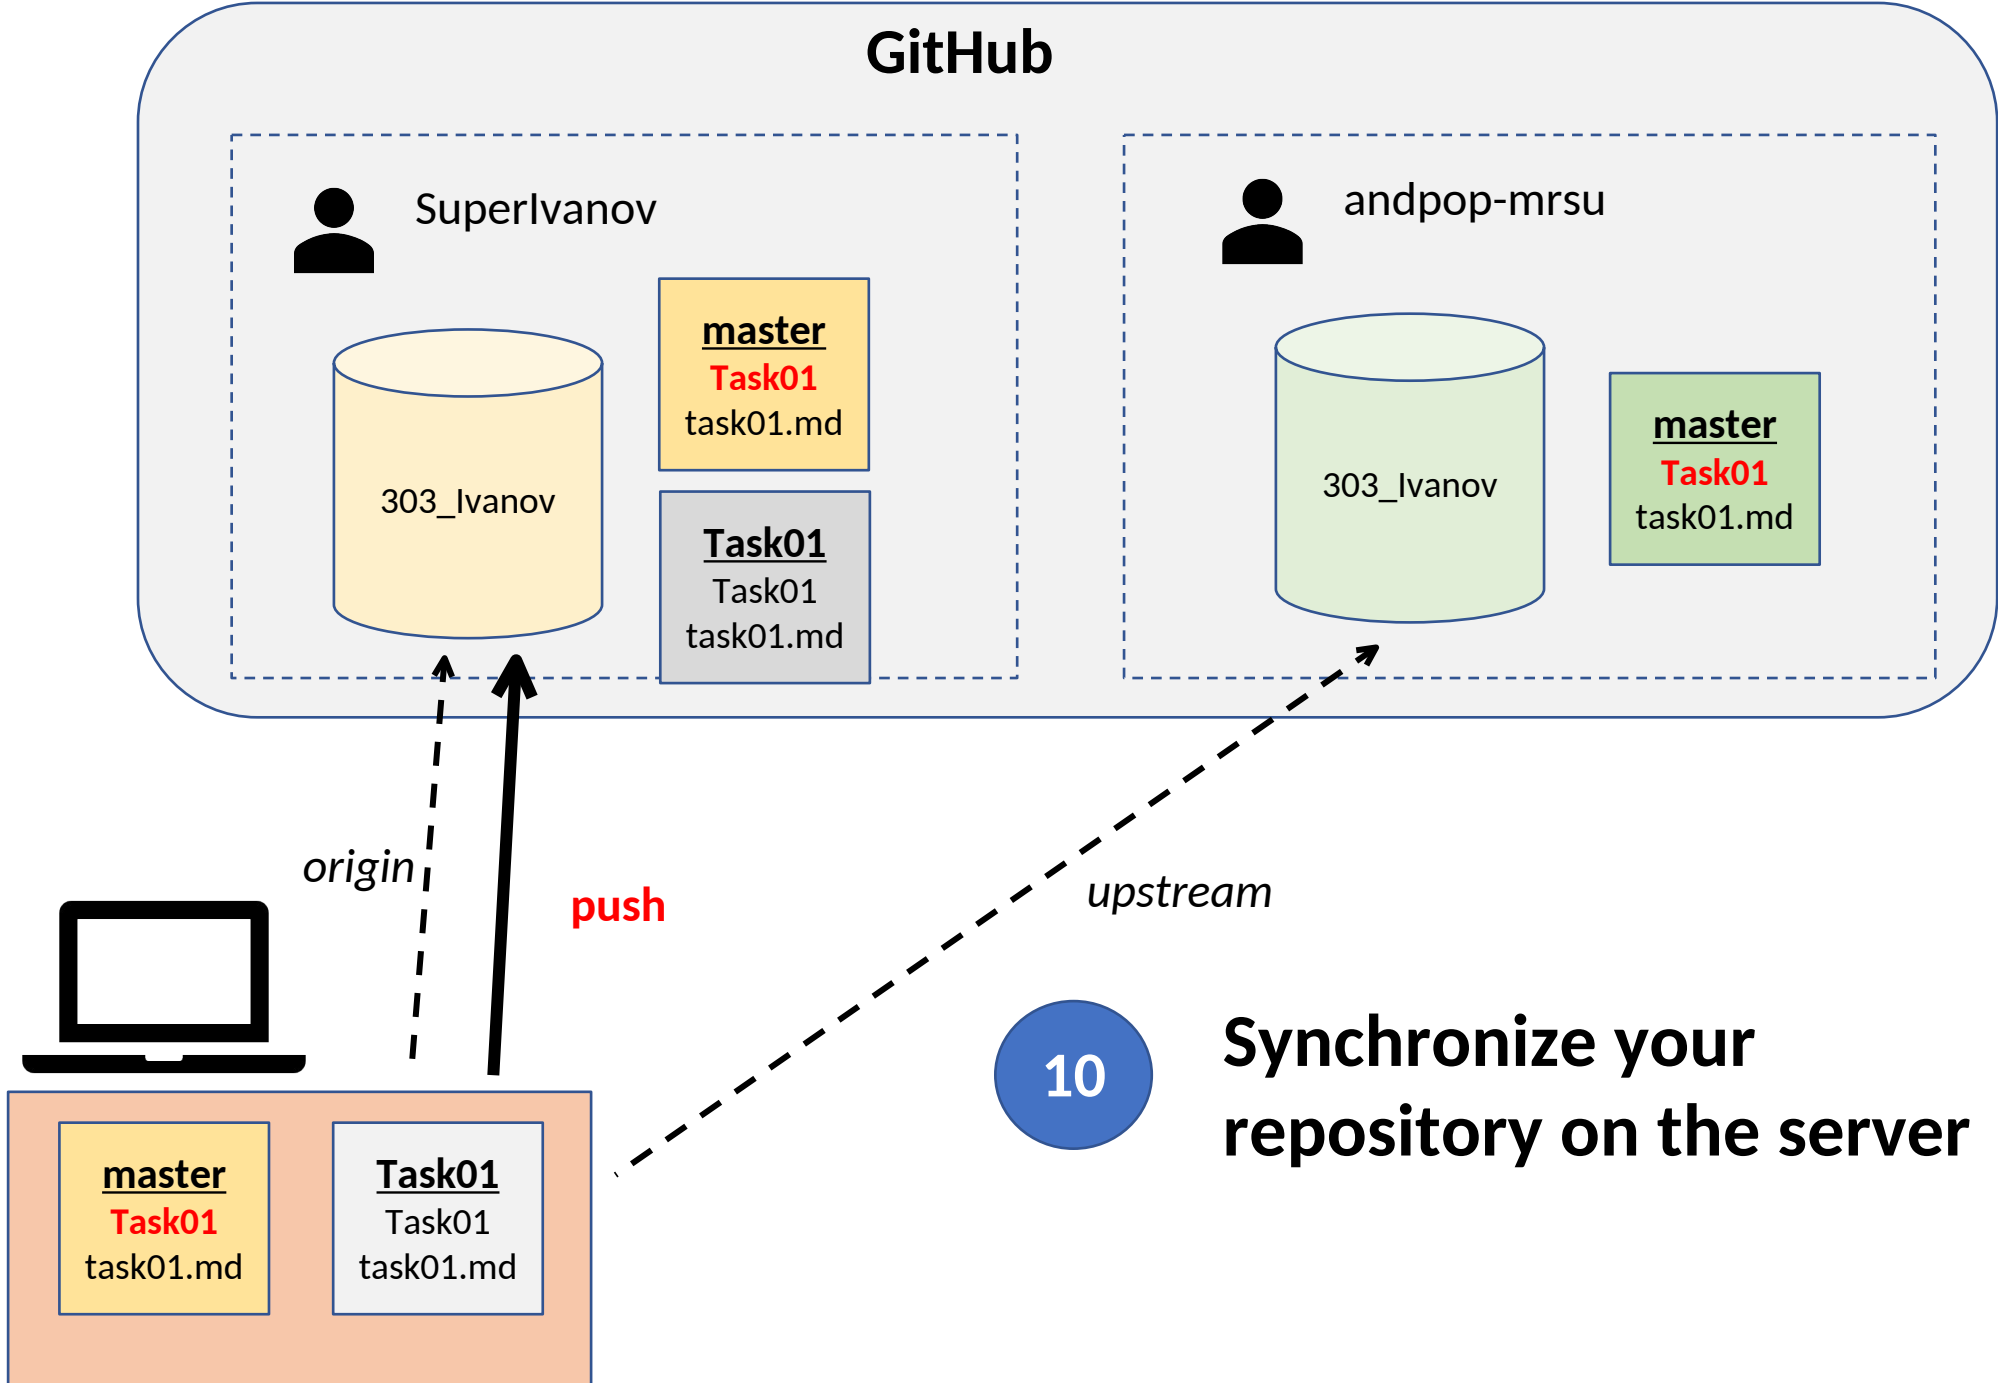 GitHub
SuperIvanov
andpop-mrsu
master
Task01
task01.md
303_Ivanov
Task01
Task01
task01.md
303_Ivanov
master
Task01
task01.md
origin
push
upstream
10
Synchronize your
repository on the server
master
Task01
task01.md
Task01
Task01
task01.md